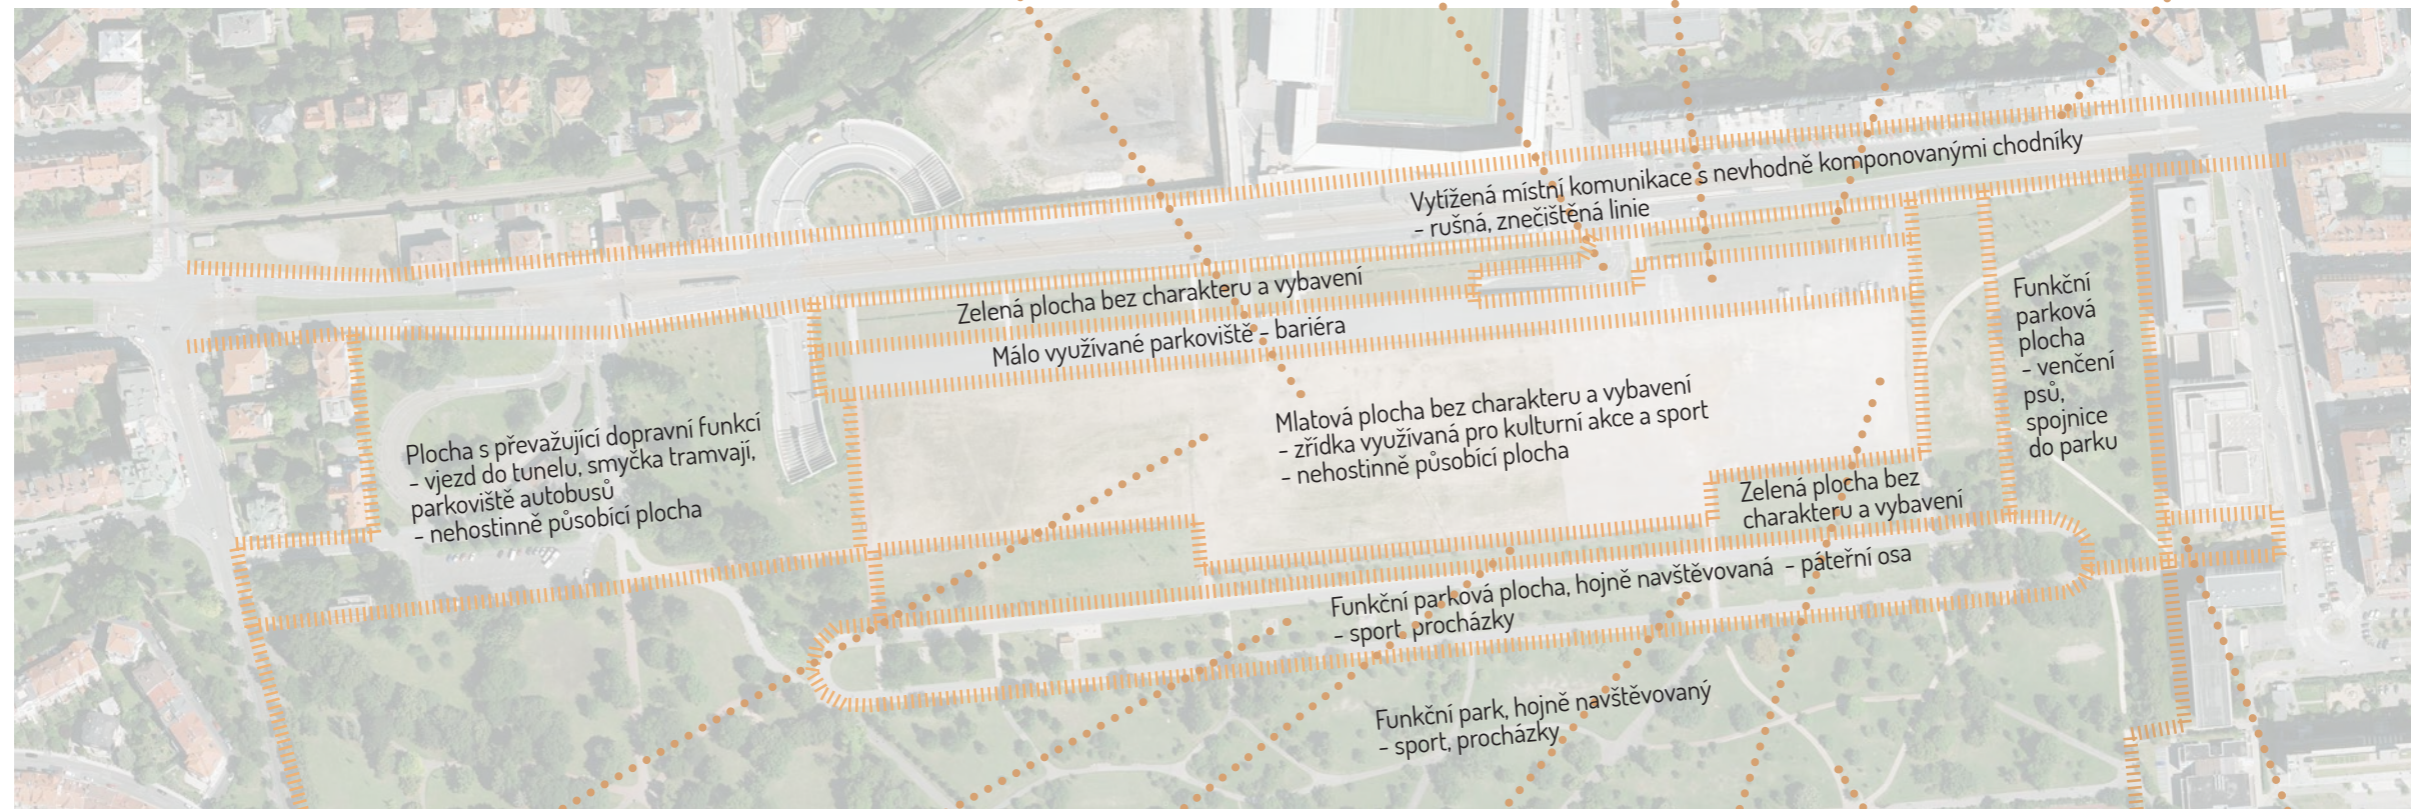 Vytížená místní komunikace s nevhodně komponovanými chodníky
– rušná, znečištěná linie
Zelená plocha bez charakteru a vybavení
Málo využívané parkoviště – bariéra
Funkční
parková
plocha
– venčení
psů,
spojnice
do parku
Mlatová plocha bez charakteru a vybavení
– zřídka využívaná pro kulturní akce a sport
– nehostinně působící plocha
Plocha s převažující dopravní funkcí
– vjezd do tunelu, smyčka tramvají,
parkoviště autobusů
– nehostinně působící plocha
Zelená plocha bez
charakteru a vybavení
Funkční parková plocha, hojně navštěvovaná – páteřní osa
– sport, procházky
Funkční park, hojně navštěvovaný
– sport, procházky